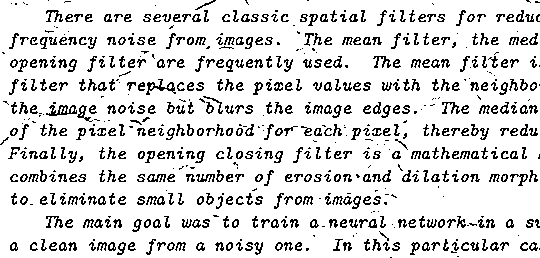 There are several classic spatial filters for reduc
frequency noise from images. The mean filter, the med
opening filter are frequently used. The mean filter i
filter that replaces the pixel values with the neighbo
the image noise but blurs the image edges. The median
of the pixel neighborhood for each pixel, thereby redu
Finally, the opening closing filter is a mathematical
combines the same number of erosion and dilation morph
to eliminate small objects from images.
The main goal was to train a neural network in a su
a clean image from a noisy one. In this particular ca